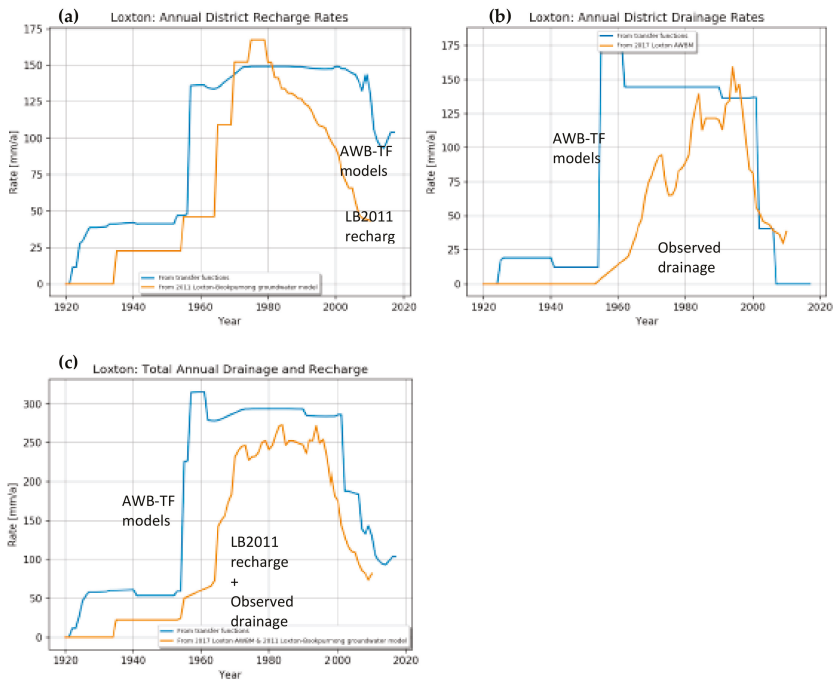 (a)
Loxton: Annual District Recharge Rates
175
150
125
100
75
50
25
0
Rate [mm/a]
AWB-TF
models
LB2011
recharg
From transfer functions
From 2011 Loxton-Bookpurnong groundwater model
1920 1940 1960 1980 2000 2020
Year
(b)
Loxton: Annual District Drainage Rates
From transfer functions
From 2017 Loxton AWBM
175
150
125
100
75
50
25
0
Rate [mm/a]
AWB-TF
models
Observed
drainage
1920 1940 1960 1980 2000 2020
Year
(c)
Loxton: Total Annual Drainage and Recharge
300
250
200
150
100
50
0
Rate [mm/a]
AWB-TF
models
LB2011
recharge
+
Observed
drainage
From transfer functions
From 2017 Loxton AWBM & 2011 Loxton-Bookpurnong groundwater model
1920 1940 1960 1980 2000 2020
Year